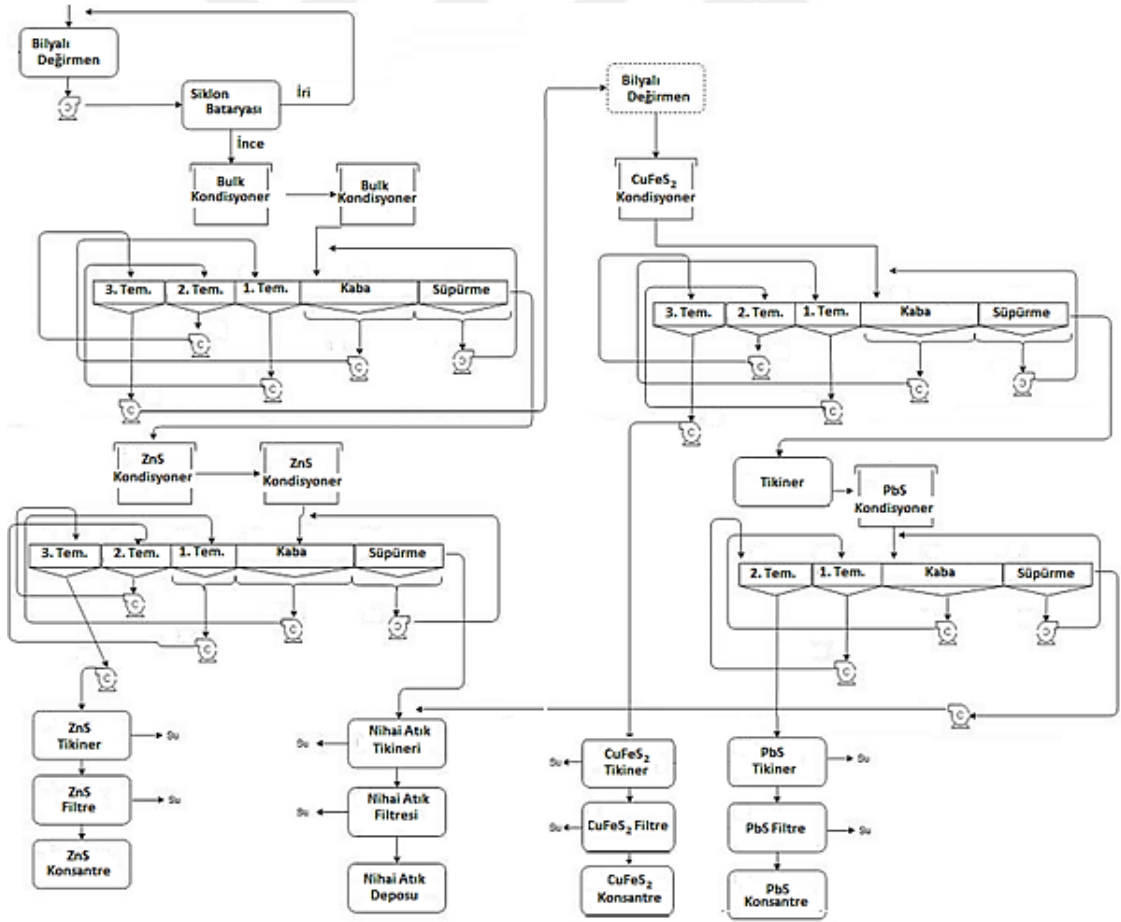 Bilyalı
Değirmen
Siklon
Bataryası
İri
İnce
Bulk
Kondisyoner
Bulk
Kondisyoner
3. Tem.
2. Tem.
1. Tem.
Kaba
Süpürme
C
C
C
C
ZnS
Kondisyoner
ZnS
Kondisyoner
3. Tem.
2. Tem.
1. Tem.
Kaba
Süpürme
C
C
C
C
ZnS
Tikiner
Su
ZnS
Filtre
Su
ZnS
Konsantre
Nihai Atık
Tikineri
Su
Nihai Atık
Filtresi
Su
Nihai Atık
Deposu
Bilyalı
Değirmen
CuFeS₂
Kondisyoner
3. Tem.
2. Tem.
1. Tem.
Kaba
Süpürme
C
C
C
C
Tikiner
PbS
Kondisyoner
2. Tem.
1. Tem.
Kaba
Süpürme
C
C
C
CuFeS₂
Tikiner
Su
CuFeS₂ Filtre
Su
CuFeS₂
Konsantre
PbS
Tikiner
Su
PbS Filtre
Su
PbS
Konsantre